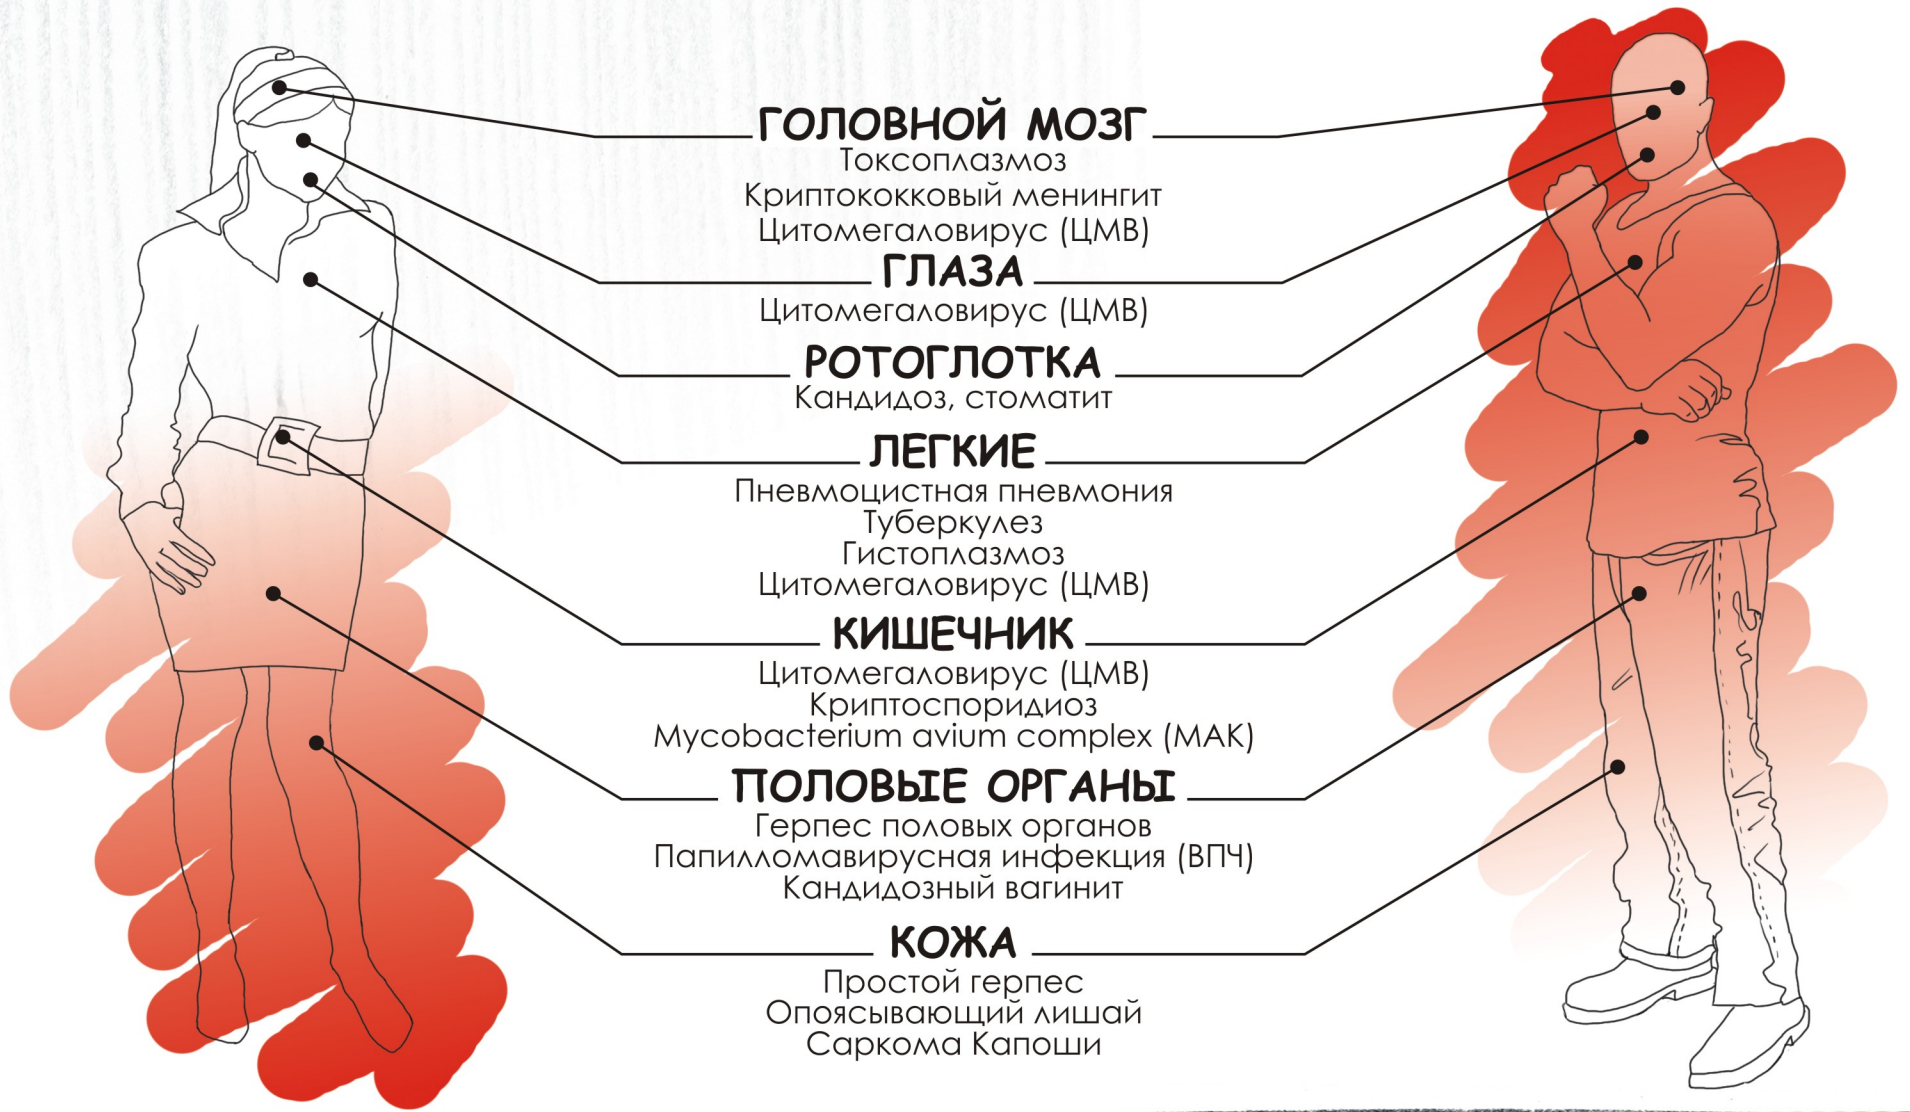 ГОЛОВНОЙ МОЗГ
Токсоплазмоз
Криптококковый менингит
Цитомегаловирус (ЦМВ)
ГЛАЗА
Цитомегаловирус (ЦМВ)
РОТОГЛОТКА
Кандидоз, стоматит
ЛЕГКИЕ
Пневмоцистная пневмония
Туберкулез
Гистоплазмоз
Цитомегаловирус (ЦМВ)
КИШЕЧНИК
Цитомегаловирус (ЦМВ)
Криптоспоридиоз
Mycobacterium avium complex (МАК)
ПОЛОВЫЕ ОРГАНЫ
Герпес половых органов
Папилломавирусная инфекция (ВПЧ)
Кандидозный вагинит
КОЖА
Простой герпес
Опоясывающий лишай
Саркома Капоши